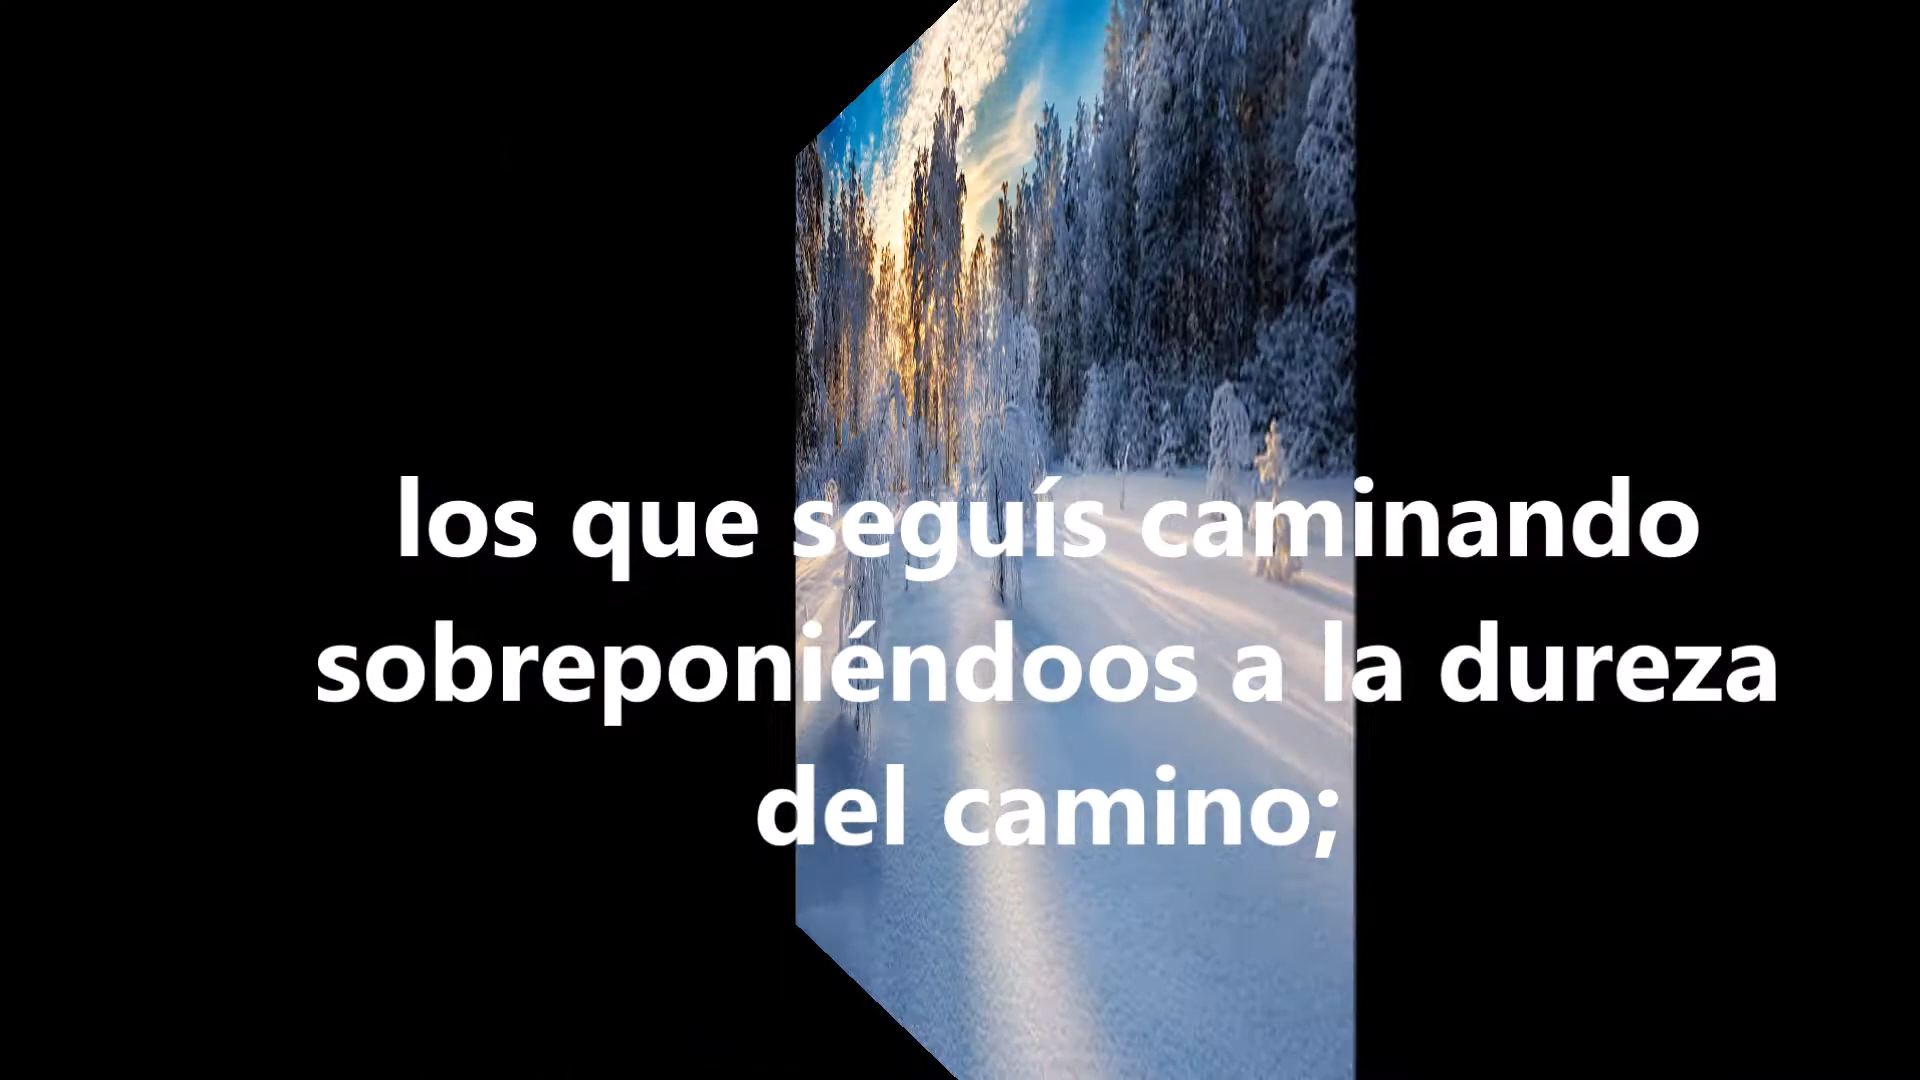 los que seguís caminando
sobreponiéndoos a la dureza
del camino;